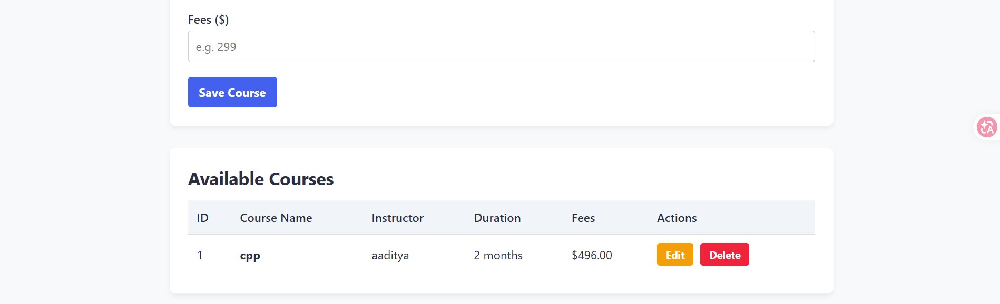 Fees ($)
e.g. 299
Save Course
Available Courses
ID Course Name Instructor Duration Fees Actions
1 cpp aaditya 2 months $496.00 Edit Delete